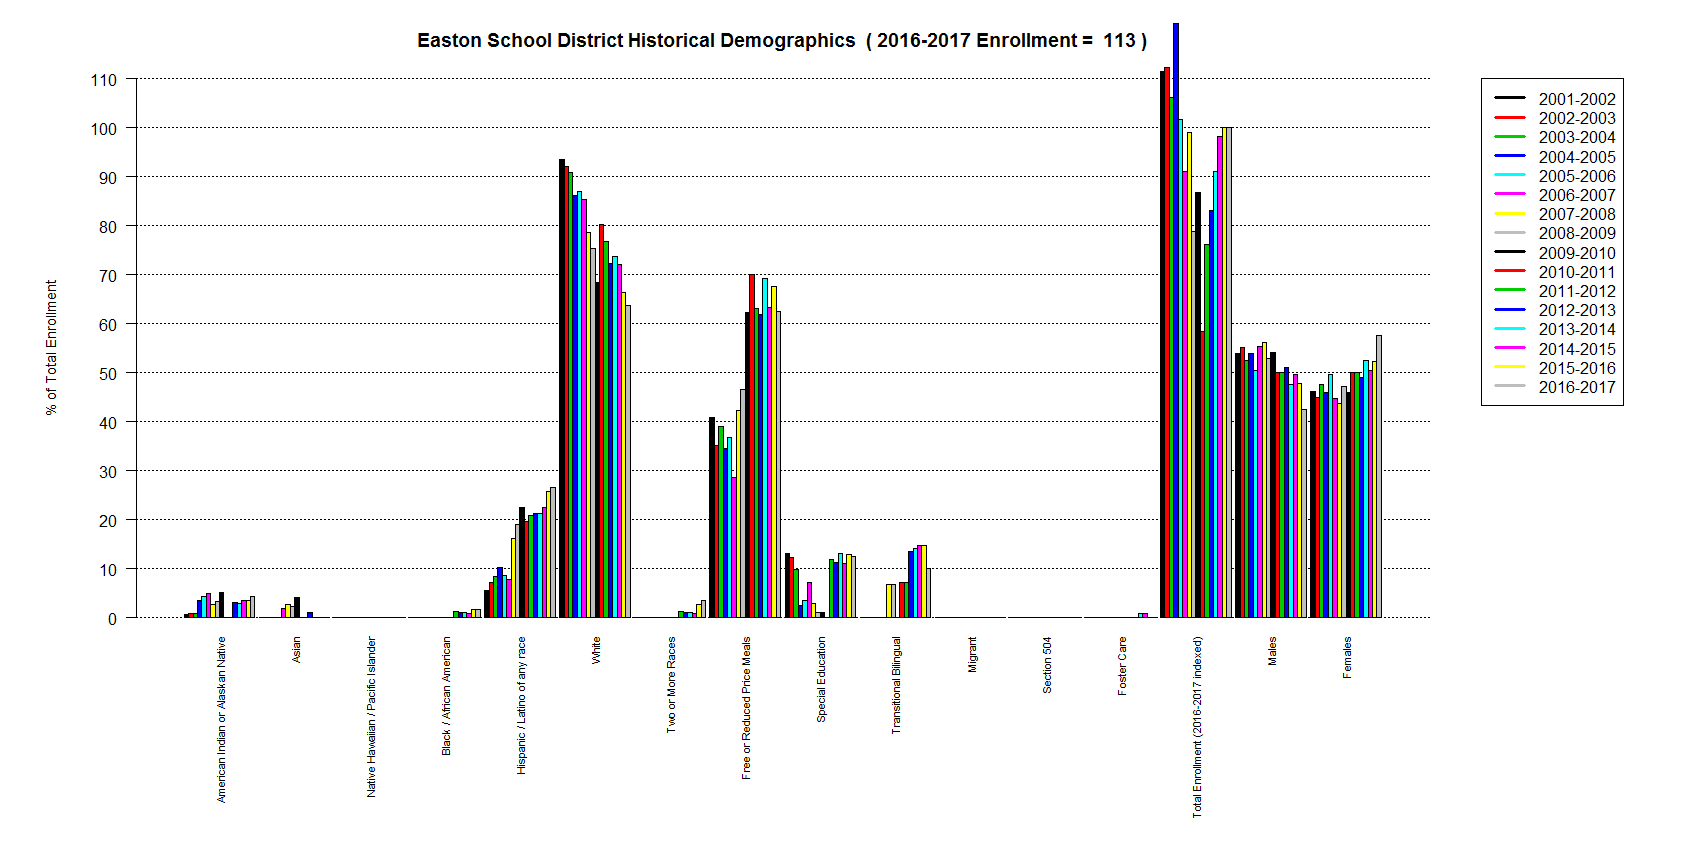 Easton School District Historical Demographics ( 2016-2017 Enrollment = 113 )
% of Total Enrollment
110
100
90
80
70
60
50
40
30
20
10
0
American Indian or Alaskan Native
Asian
Native Hawaiian / Pacific Islander
Black / African American
Hispanic / Latino of any race
White
Two or More Races
Free or Reduced Price Meals
Special Education
Transitional Bilingual
Migrant
Section 504
Foster Care
Total Enrollment (2016-2017 indexed)
Males
Females
2001-2002
2002-2003
2003-2004
2004-2005
2005-2006
2006-2007
2007-2008
2008-2009
2009-2010
2010-2011
2011-2012
2012-2013
2013-2014
2014-2015
2015-2016
2016-2017